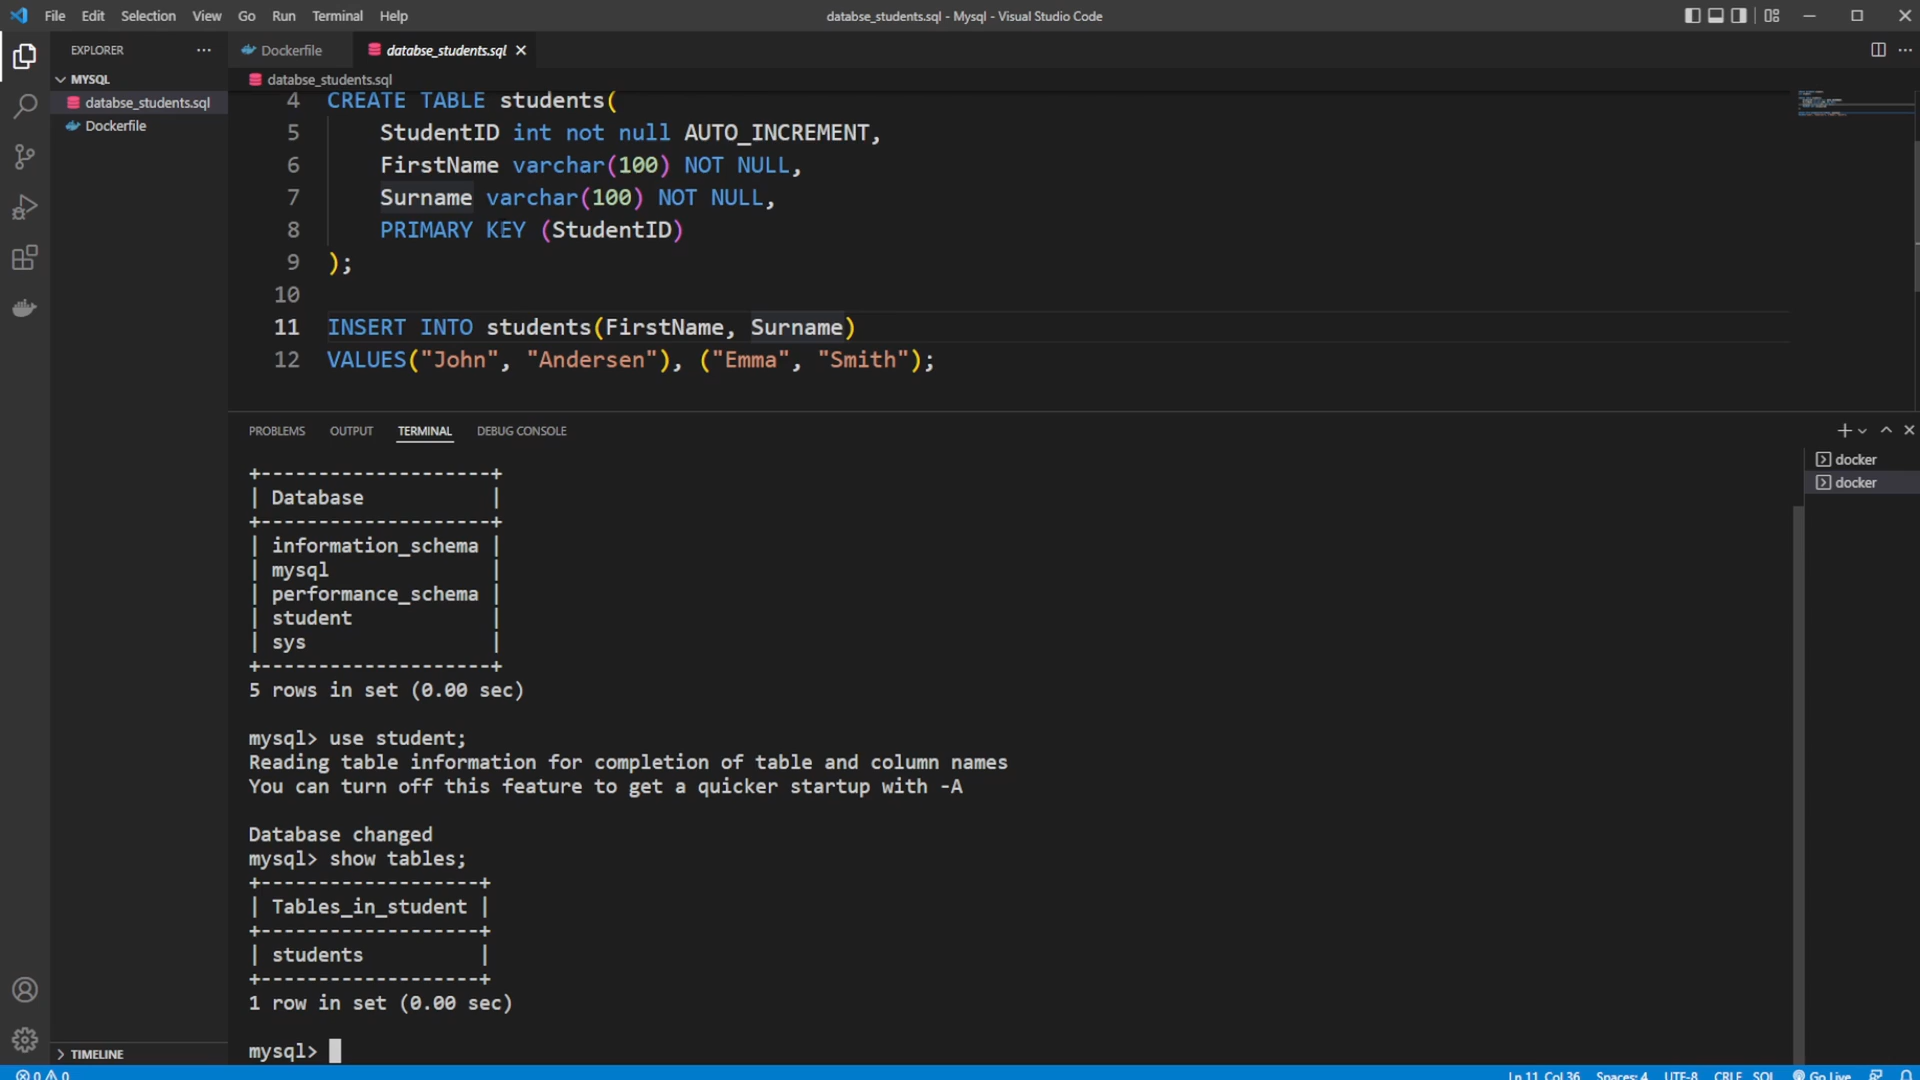 File Edit Selection View Go Run Terminal Help
databse_students.sql - Mysql - Visual Studio Code
EXPLORER
MYSQL
databse_students.sql
Dockerfile
TIMELINE
Dockerfile
databse_students.sql
databse_students.sql
4 CREATE TABLE students(
5 StudentID int not null AUTO_INCREMENT,
6 FirstName varchar(100) NOT NULL,
7 Surname varchar(100) NOT NULL,
8 PRIMARY KEY (StudentID)
9 );
10
11 INSERT INTO students(FirstName, Surname)
12 VALUES("John", "Andersen"), ("Emma", "Smith");
PROBLEMS OUTPUT TERMINAL DEBUG CONSOLE
docker
docker
+--------------------+
| Database           |
+--------------------+
| information_schema |
| mysql              |
| performance_schema |
| student            |
| sys                |
+--------------------+
5 rows in set (0.00 sec)
mysql> use student;
Reading table information for completion of table and column names
You can turn off this feature to get a quicker startup with -A
Database changed
mysql> show tables;
+-------------------+
| Tables_in_student |
+-------------------+
| students          |
+-------------------+
1 row in set (0.00 sec)
mysql>
0 0 Ln 11, Col 36 Spaces: 4 UTF-8 CRLF SQL Go Live